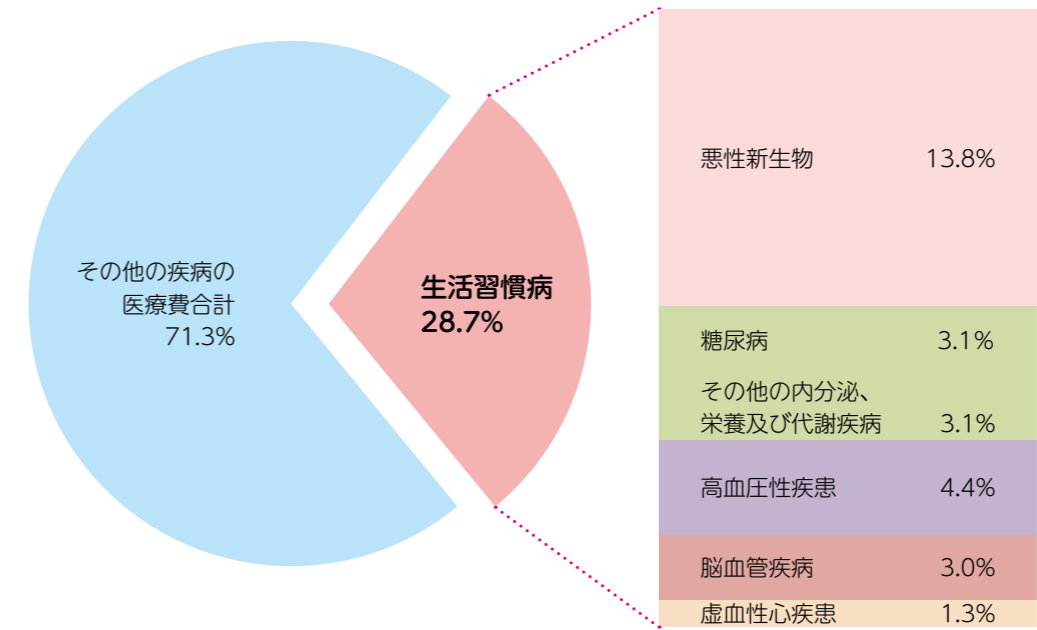 その他の疾病の
医療費合計
71.3%
生活習慣病
28.7%
悪性新生物 13.8%
糖尿病 3.1%
その他の内分泌、
栄養及び代謝疾病 3.1%
高血圧性疾患 4.4%
脳血管疾病 3.0%
虚血性心疾患 1.3%